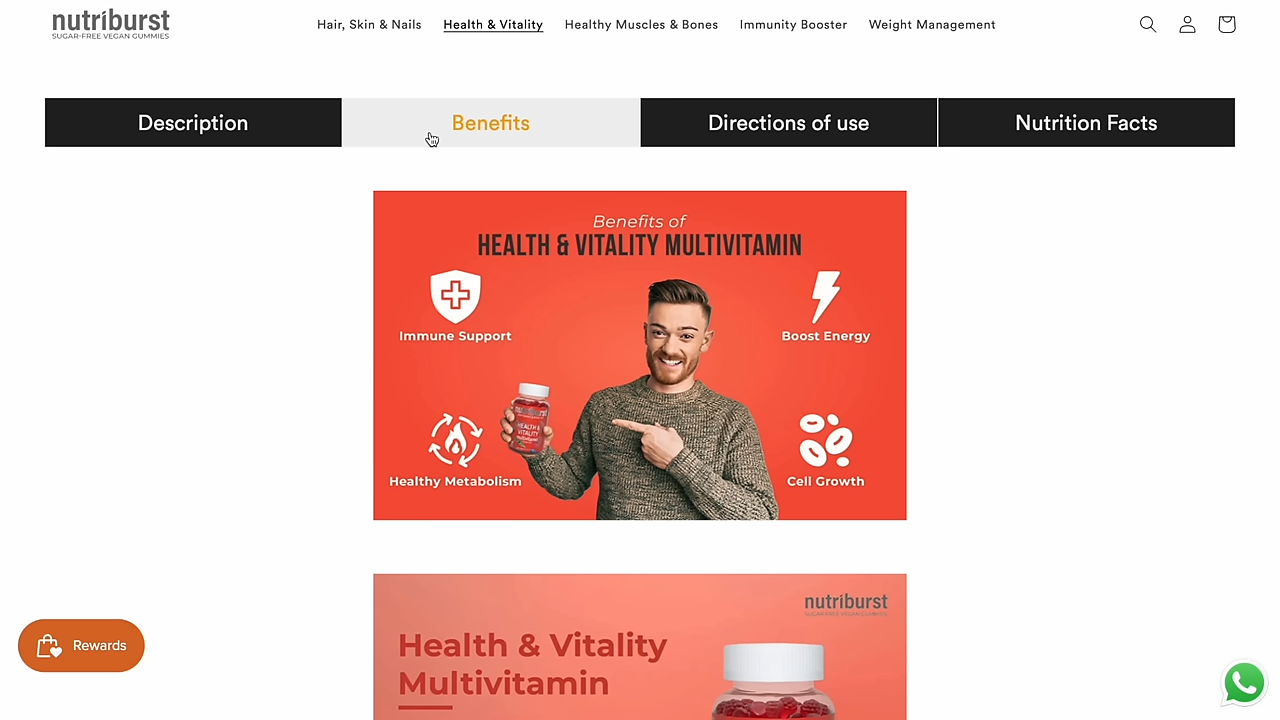 nutriburst
SUGAR-FREE VEGAN GUMMIES
Hair, Skin & Nails
Health & Vitality
Healthy Muscles & Bones
Immunity Booster
Weight Management
Description
Benefits
Directions of use
Nutrition Facts
Benefits of
HEALTH & VITALITY MULTIVITAMIN
Immune Support
Boost Energy
nutriburst
HEALTH &
VITALITY
Healthy Metabolism
Cell Growth
nutriburst
SUGAR-FREE VEGAN GUMMIES
Health & Vitality
Multivitamin
Rewards